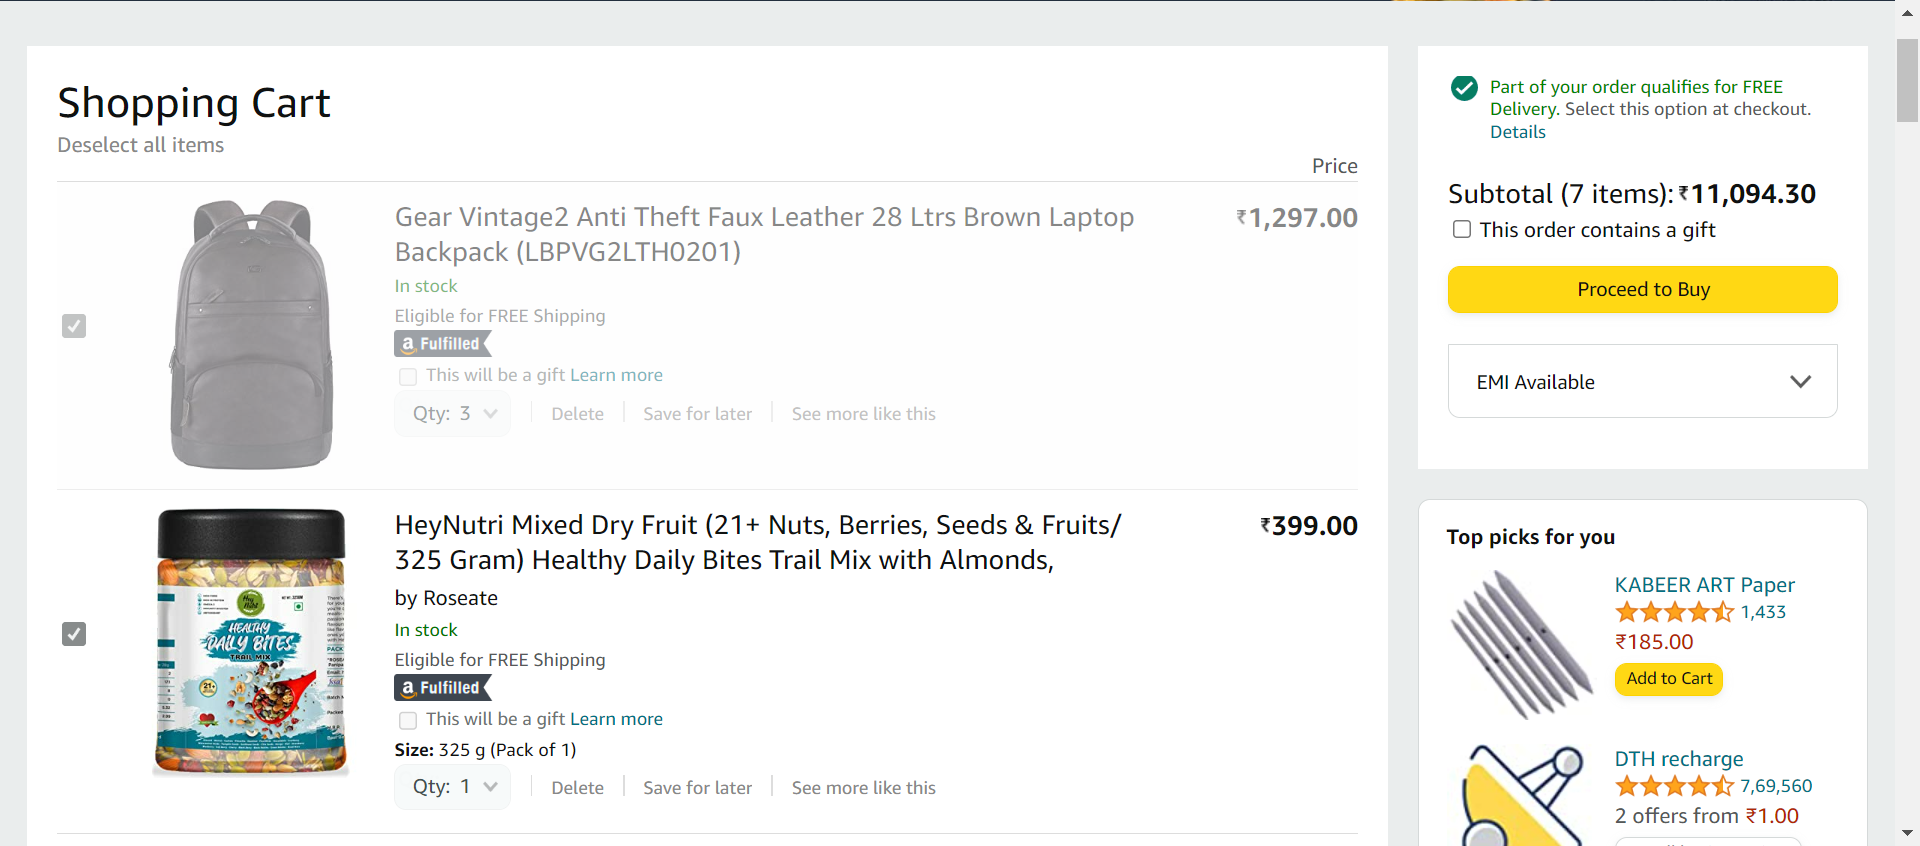 Shopping Cart
Deselect all items
Price
Gear Vintage2 Anti Theft Faux Leather 28 Ltrs Brown Laptop
Backpack (LBPVG2LTH0201)
₹1,297.00
In stock
Eligible for FREE Shipping
a Fulfilled
This will be a gift Learn more
Qty: 3
Delete
Save for later
See more like this
HeyNutri Mixed Dry Fruit (21+ Nuts, Berries, Seeds & Fruits/
325 Gram) Healthy Daily Bites Trail Mix with Almonds,
₹399.00
by Roseate
In stock
Eligible for FREE Shipping
a Fulfilled
This will be a gift Learn more
Size: 325 g (Pack of 1)
Qty: 1
Delete
Save for later
See more like this
HEALTHY
DAILY BITES
TRAIL MIX
21+
Part of your order qualifies for FREE
Delivery. Select this option at checkout.
Details
Subtotal (7 items): ₹11,094.30
This order contains a gift
Proceed to Buy
EMI Available
Top picks for you
KABEER ART Paper
1,433
₹185.00
Add to Cart
DTH recharge
7,69,560
2 offers from ₹1.00